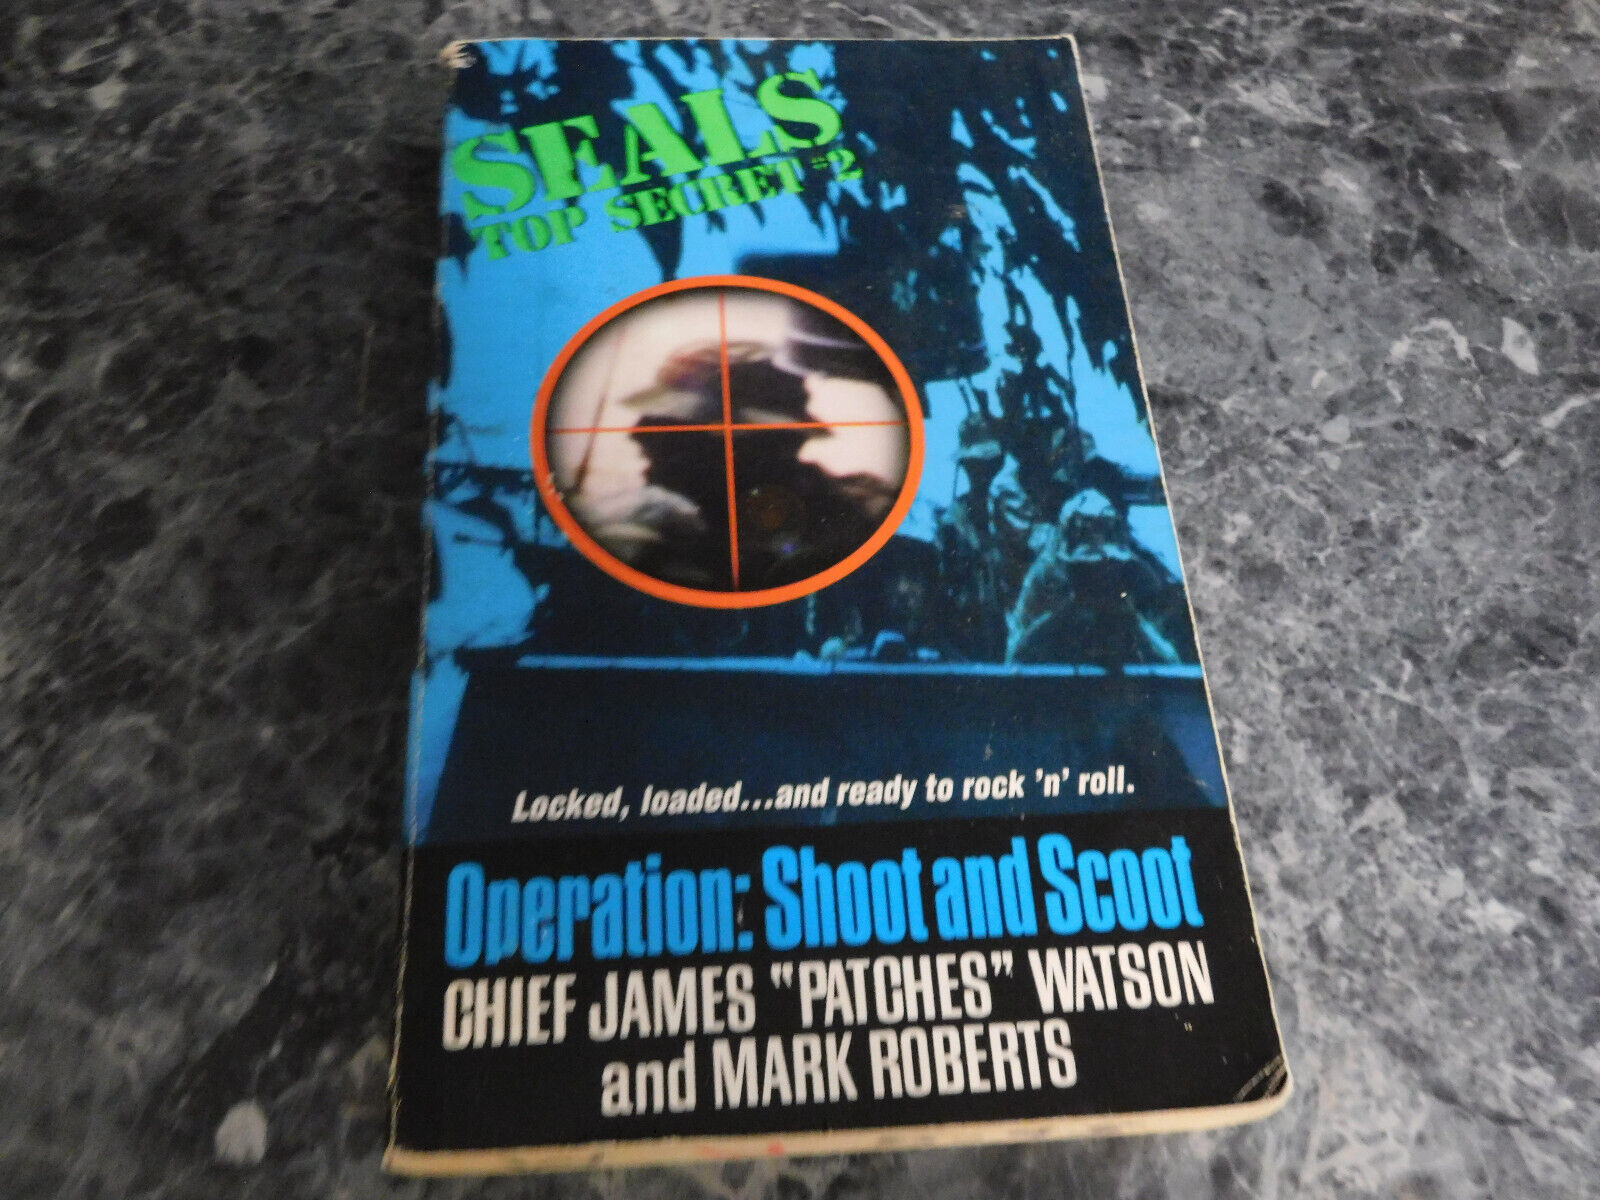 SEALS
TOP SECRET #2
Locked, loaded...and ready to rock 'n' roll.
Operation: Shoot and Scoot
CHIEF JAMES "PATCHES" WATSON
and MARK ROBERTS